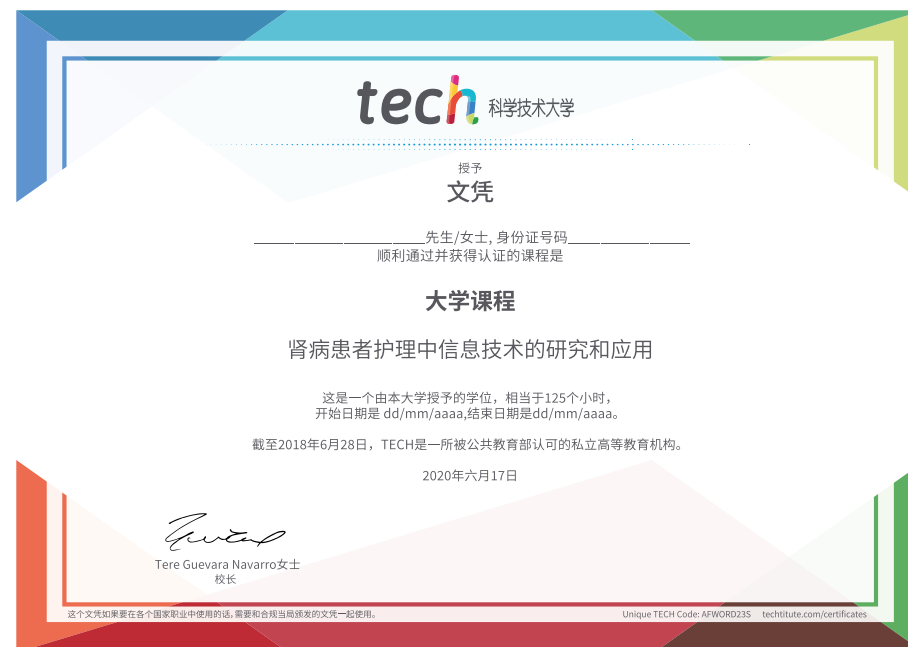 tech 科学技术大学
授予
文凭
先生/女士, 身份证号码
顺利通过并获得认证的课程是
大学课程
肾病患者护理中信息技术的研究和应用
这是一个由本大学授予的学位，相当于125个小时，
开始日期是 dd/mm/aaaa,结束日期是dd/mm/aaaa。
截至2018年6月28日，TECH是一所被公共教育部认可的私立高等教育机构。
2020年六月17日
Tere Guevara Navarro女士
校长
这个文凭如果要在各个国家职业中使用的话,需要和合规当局颁发的文凭一起使用。
Unique TECH Code: AFWORD23S techtitute.com/certificates